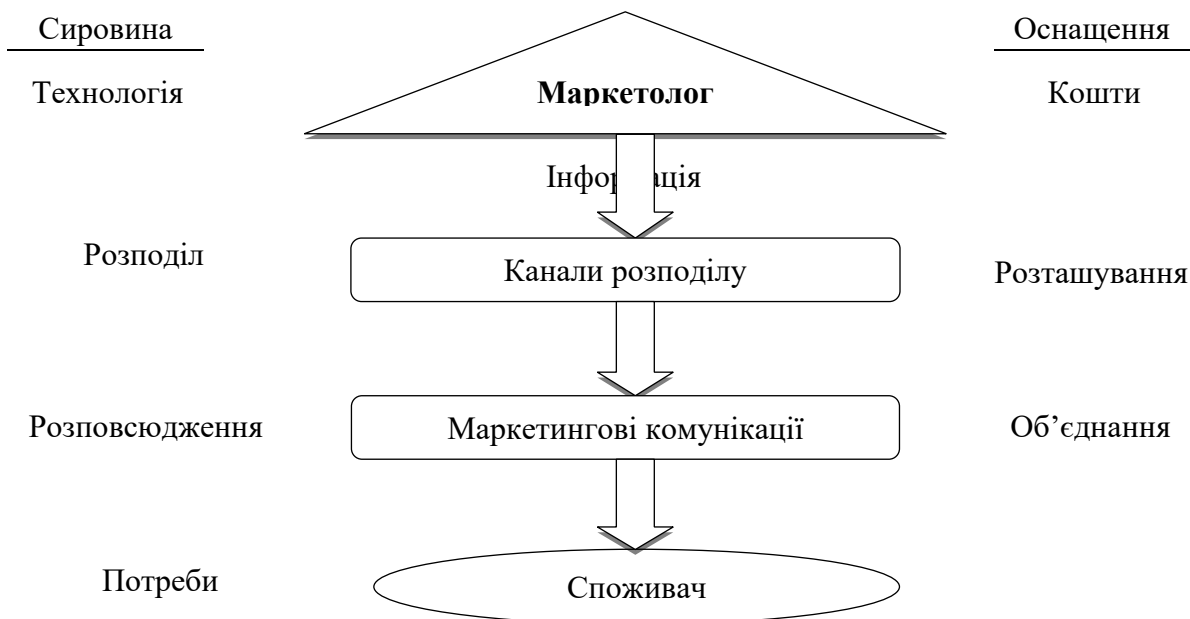 Сировина
Оснащення
Технологія
Маркетолог
Кошти
Інформація
Розподіл
Канали розподілу
Розташування
Розповсюдження
Маркетингові комунікації
Об’єднання
Потреби
Споживач